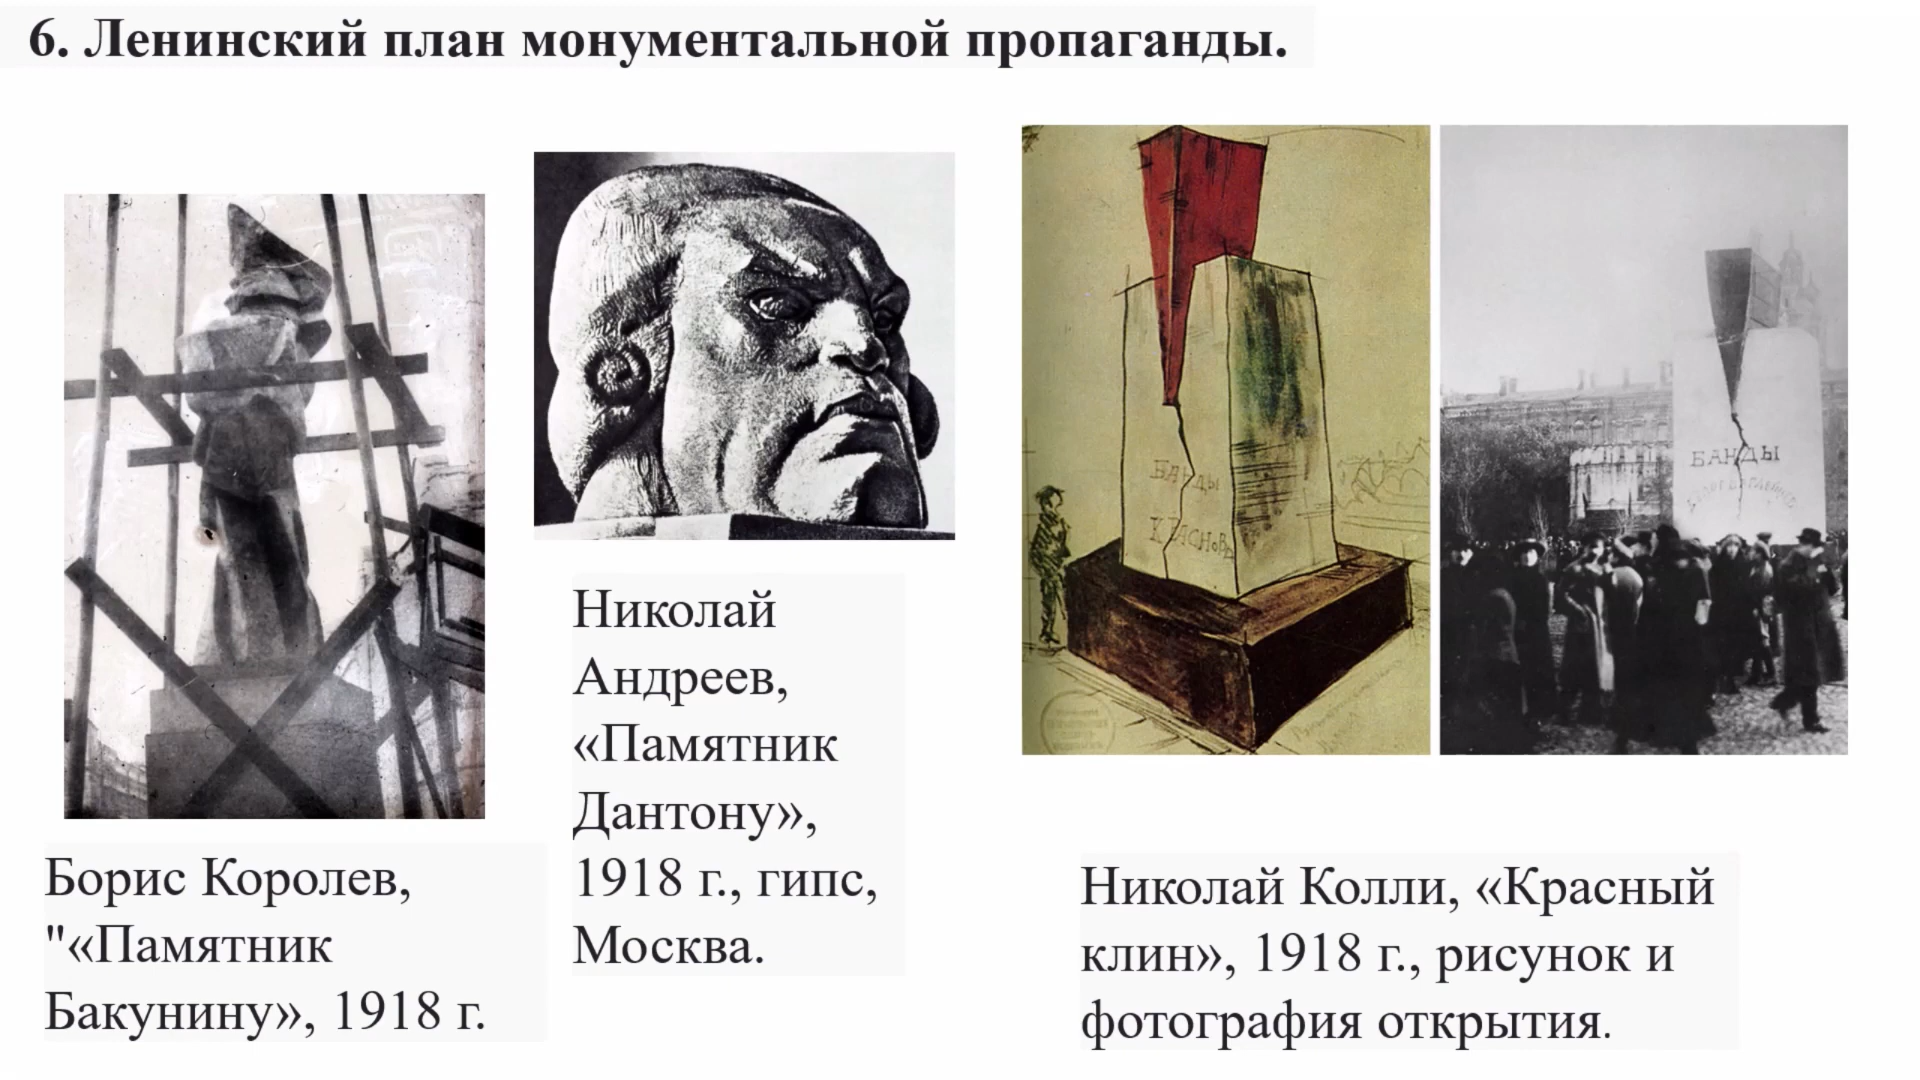 6. Ленинский план монументальной пропаганды.
БАНДЫ
КРАСНОВА
БАНДЫ
Николай
Андреев,
«Памятник
Дантону»,
1918 г., гипс,
Москва.
Борис Королев,
"«Памятник
Бакунину», 1918 г.
Николай Колли, «Красный
клин», 1918 г., рисунок и
фотография открытия.